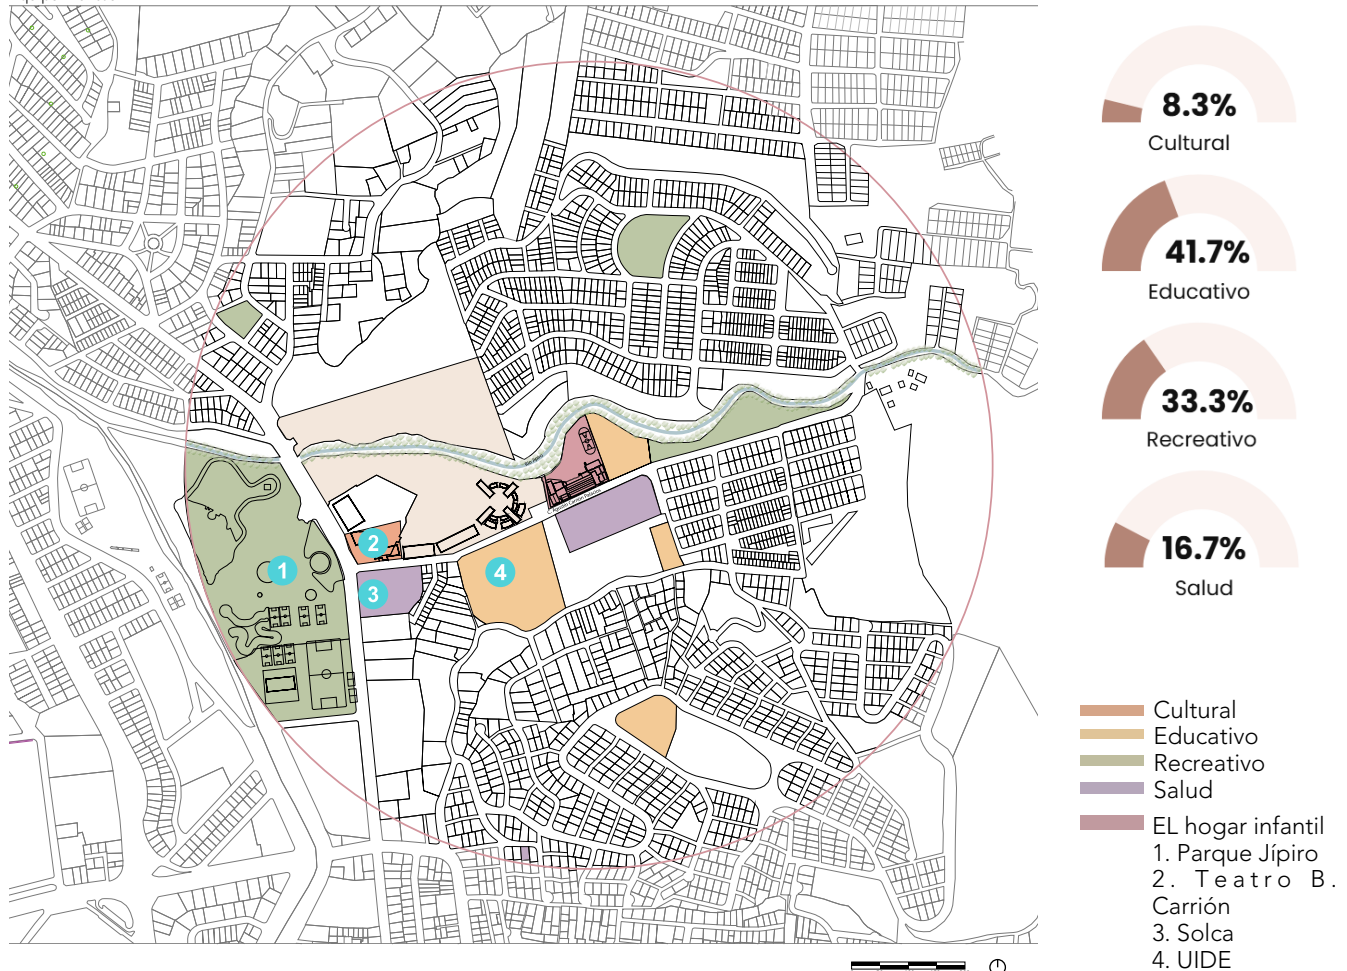 8.3%
Cultural
41.7%
Educativo
33.3%
Recreativo
16.7%
Salud
1
2
3
4
Cultural
Educativo
Recreativo
Salud
EL hogar infantil
1. Parque Jípiro
2. Teatro B.
Carrión
3. Solca
4. UIDE